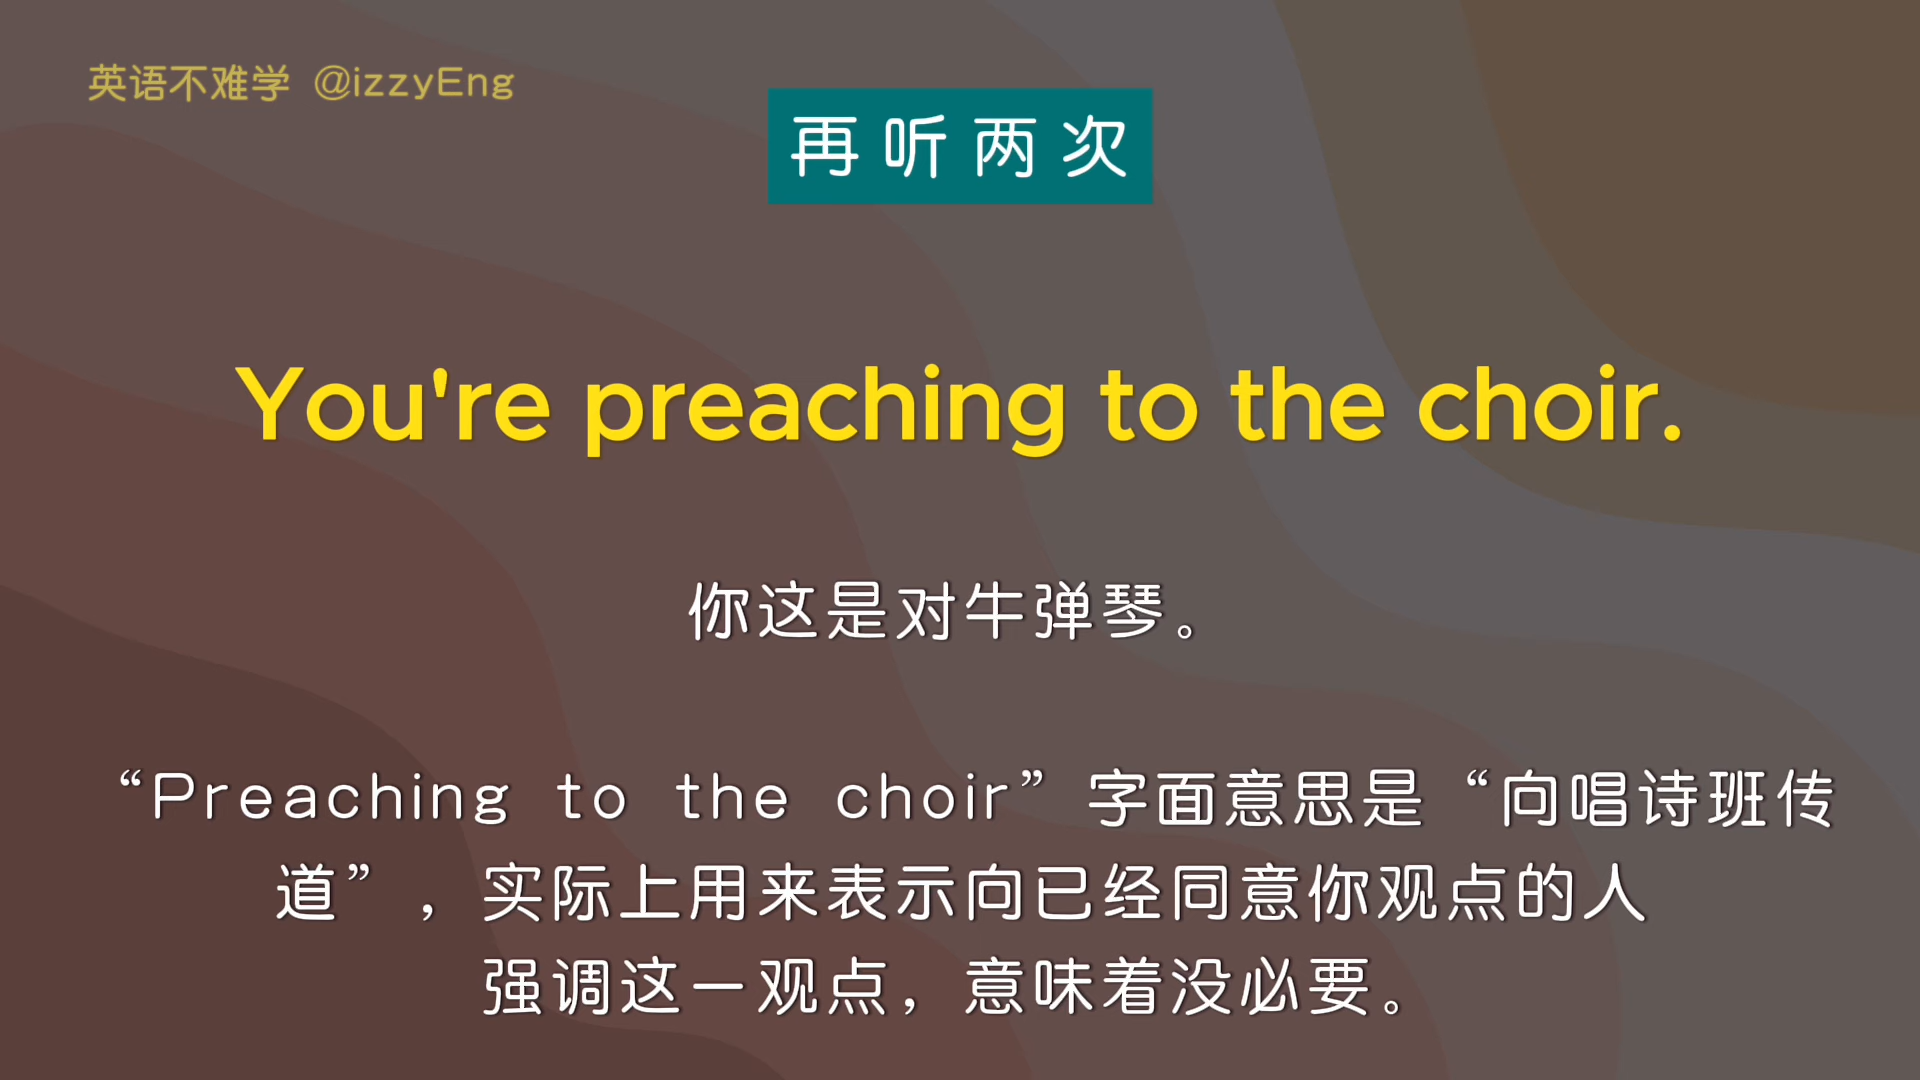 英语不难学 @izzyEng
再听两次
You're preaching to the choir.
你这是对牛弹琴。
“Preaching to the choir”字面意思是“向唱诗班传
道”，实际上用来表示向已经同意你观点的人
强调这一观点，意味着没必要。